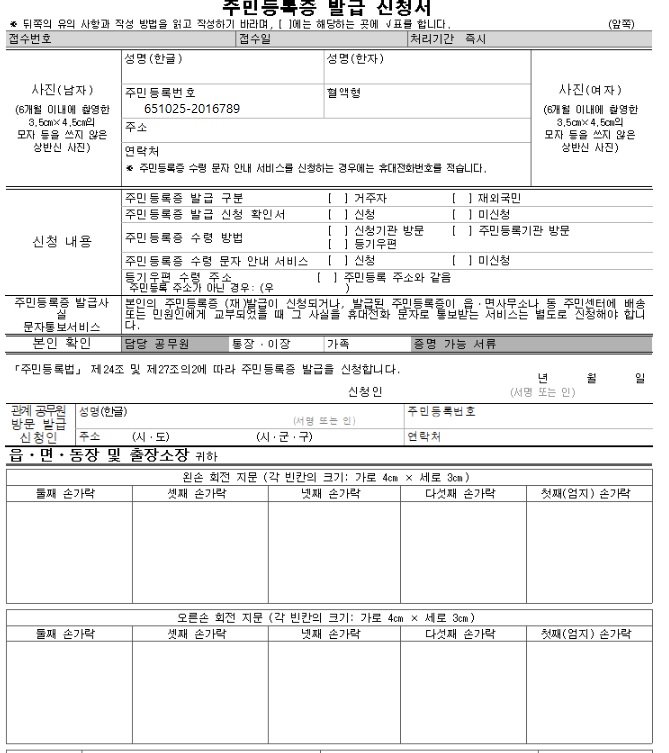 주민등록증 발급 신청서
※ 뒤쪽의 유의 사항과 작성 방법을 읽고 작성하기 바라며, [ ]에는 해당하는 곳에 √표를 합니다. (앞쪽)
접수번호 접수일 처리기간 즉시
사진(남자)
(6개월 이내에 촬영한
3.5cm×4.5cm의
모자 등을 쓰지 않은
상반신 사진)
성명(한글) 성명(한자)
주민등록번호 혈액형
651025-2016789
주소
연락처
※ 주민등록증 수령 문자 안내 서비스를 신청하는 경우에는 휴대전화번호를 적습니다.
사진(여자)
(6개월 이내에 촬영한
3.5cm×4.5cm의
모자 등을 쓰지 않은
상반신 사진)
신청 내용
주민등록증 발급 구분 [ ] 거주자 [ ] 재외국민
주민등록증 발급 신청 확인서 [ ] 신청 [ ] 미신청
주민등록증 수령 방법 [ ] 신청기관 방문 [ ] 주민등록기관 방문
[ ] 등기우편
주민등록증 수령 문자 안내 서비스 [ ] 신청 [ ] 미신청
등기우편 수령 주소 [ ] 주민등록 주소와 같음
주민등록 주소가 아닌 경우: (우 )
주민등록증 발급사
실
문자통보서비스
본인의 주민등록증 (재)발급이 신청되거나, 발급된 주민등록증이 읍·면사무소나 동 주민센터에 배송
또는 민원인에게 교부되었을 때 그 사실을 휴대전화 문자로 통보받는 서비스는 별도로 신청해야 합니
다.
본인 확인 담당 공무원 통장·이장 가족 증명 가능 서류
「주민등록법」 제24조 및 제27조의2에 따라 주민등록증 발급을 신청합니다.
년 월 일
신청인 (서명 또는 인)
관계 공무원
방문 발급
신청인
성명(한글) (서명 또는 인) 주민등록번호
주소 (시·도) (시·군·구) 연락처
읍·면·동장 및 출장소장 귀하
왼손 회전 지문 (각 빈칸의 크기: 가로 4cm × 세로 3cm)
둘째 손가락 셋째 손가락 넷째 손가락 다섯째 손가락 첫째(엄지) 손가락
오른손 회전 지문 (각 빈칸의 크기: 가로 4cm × 세로 3cm)
둘째 손가락 셋째 손가락 넷째 손가락 다섯째 손가락 첫째(엄지) 손가락